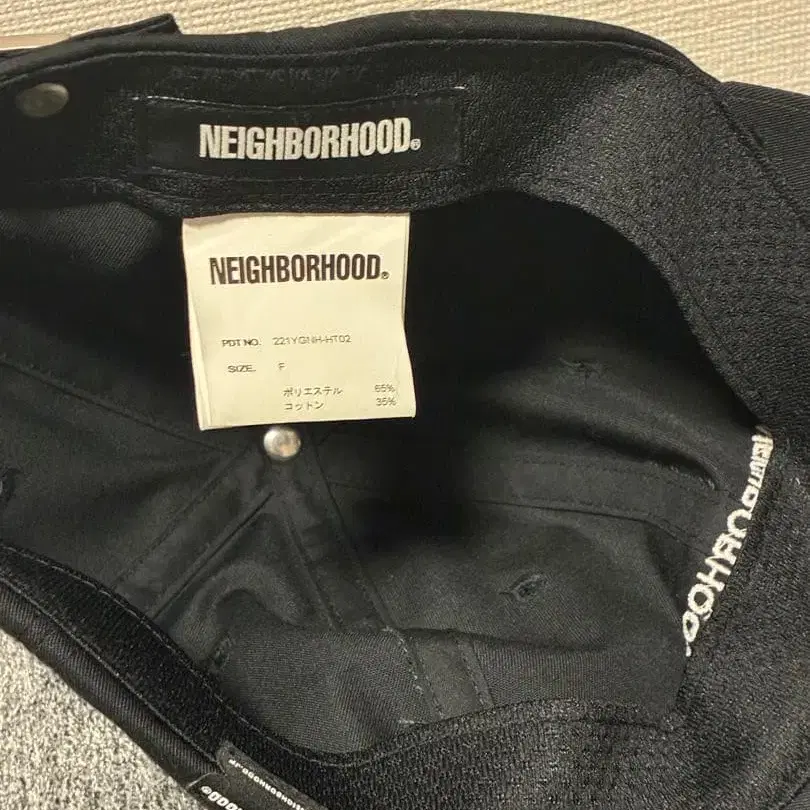 NEIGHBORHOOD®
NEIGHBORHOOD®
PDT NO. 221YGNH-HT02
SIZE. F
ポリエステル 65%
コットン 35%